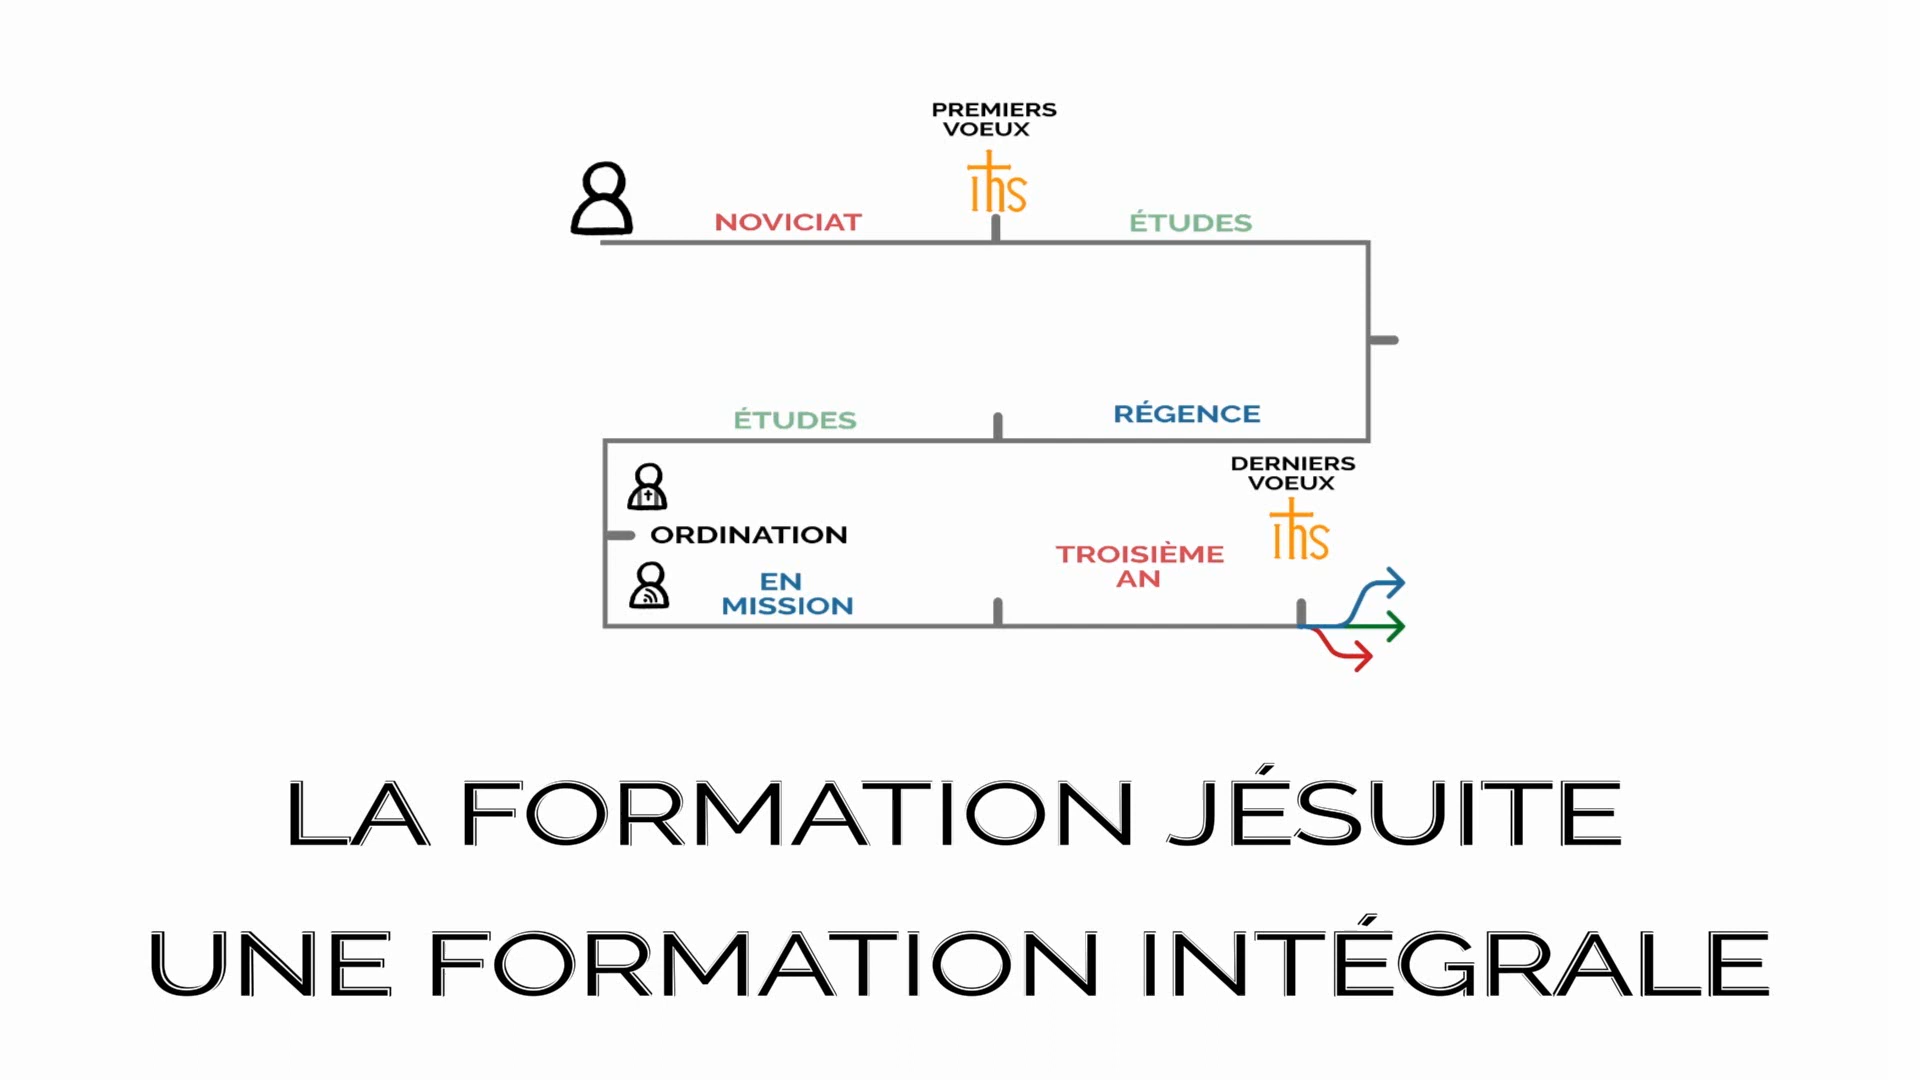 PREMIERS
VOEUX
ihs
NOVICIAT
ÉTUDES
ÉTUDES
RÉGENCE
DERNIERS
VOEUX
ihs
ORDINATION
TROISIÈME
AN
EN
MISSION
LA FORMATION JÉSUITE
UNE FORMATION INTÉGRALE